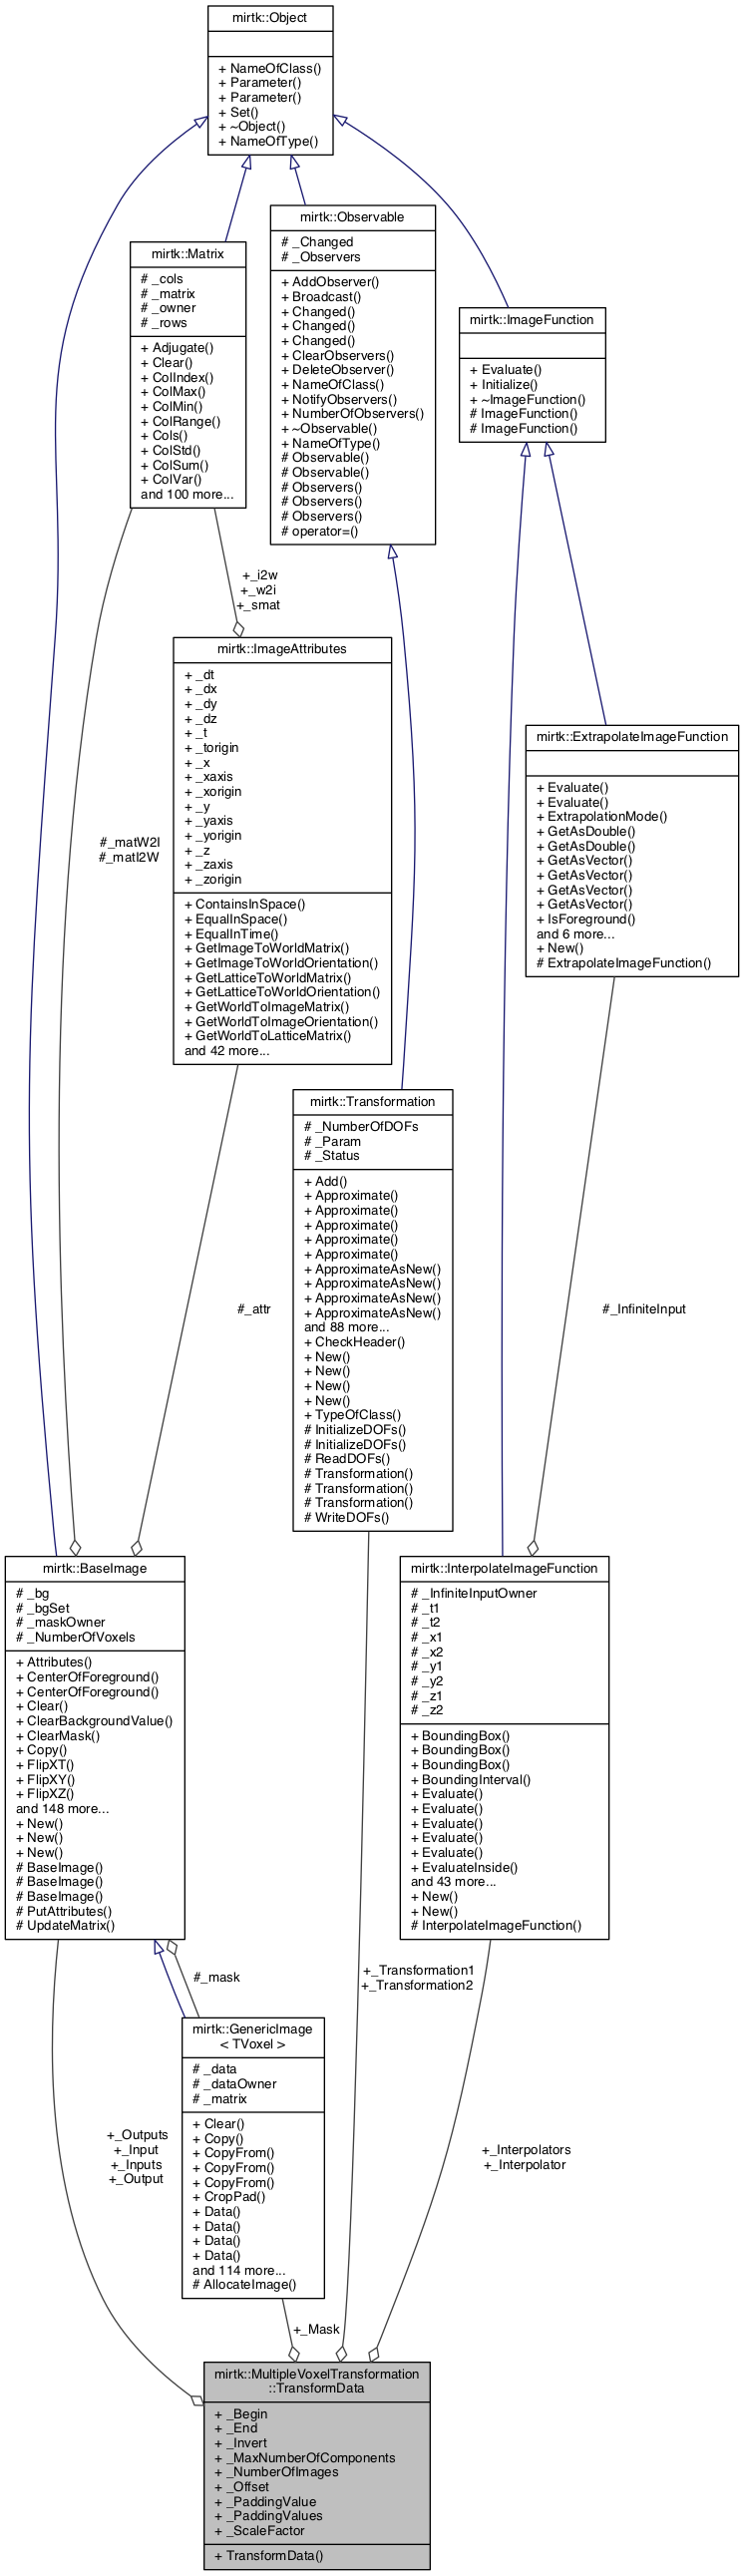 mirtk::Object
+ NameOfClass()
+ Parameter()
+ Parameter()
+ Set()
+ ~Object()
+ NameOfType()
mirtk::Matrix
# _cols
# _matrix
# _owner
# _rows
+ Adjugate()
+ Clear()
+ ColIndex()
+ ColMax()
+ ColMin()
+ ColRange()
+ Cols()
+ ColStd()
+ ColSum()
+ ColVar()
and 100 more...
mirtk::Observable
# _Changed
# _Observers
+ AddObserver()
+ Broadcast()
+ Changed()
+ Changed()
+ Changed()
+ ClearObservers()
+ DeleteObserver()
+ NameOfClass()
+ NotifyObservers()
+ NumberOfObservers()
+ ~Observable()
+ NameOfType()
# Observable()
# Observable()
# Observers()
# Observers()
# Observers()
# operator=()
mirtk::ImageFunction
+ Evaluate()
+ Initialize()
+ ~ImageFunction()
# ImageFunction()
# ImageFunction()
+_i2w
+_w2i
+_smat
mirtk::ImageAttributes
+ _dt
+ _dx
+ _dy
+ _dz
+ _t
+ _torigin
+ _x
+ _xaxis
+ _xorigin
+ _y
+ _yaxis
+ _yorigin
+ _z
+ _zaxis
+ _zorigin
+ ContainsInSpace()
+ EqualInSpace()
+ EqualInTime()
+ GetImageToWorldMatrix()
+ GetImageToWorldOrientation()
+ GetLatticeToWorldMatrix()
+ GetLatticeToWorldOrientation()
+ GetWorldToImageMatrix()
+ GetWorldToImageOrientation()
+ GetWorldToLatticeMatrix()
and 42 more...
mirtk::ExtrapolateImageFunction
+ Evaluate()
+ Evaluate()
+ ExtrapolationMode()
+ GetAsDouble()
+ GetAsDouble()
+ GetAsVector()
+ GetAsVector()
+ GetAsVector()
+ GetAsVector()
+ IsForeground()
and 6 more...
+ New()
# ExtrapolateImageFunction()
#_matW2I
#_matI2W
mirtk::Transformation
# _NumberOfDOFs
# _Param
# _Status
+ Add()
+ Approximate()
+ Approximate()
+ Approximate()
+ Approximate()
+ Approximate()
+ ApproximateAsNew()
+ ApproximateAsNew()
+ ApproximateAsNew()
+ ApproximateAsNew()
and 88 more...
+ CheckHeader()
+ New()
+ New()
+ New()
+ New()
+ TypeOfClass()
# InitializeDOFs()
# InitializeDOFs()
# ReadDOFs()
# Transformation()
# Transformation()
# Transformation()
# WriteDOFs()
#_attr
#_InfiniteInput
mirtk::BaseImage
# _bg
# _bgSet
# _maskOwner
# _NumberOfVoxels
+ Attributes()
+ CenterOfForeground()
+ CenterOfForeground()
+ Clear()
+ ClearBackgroundValue()
+ ClearMask()
+ Copy()
+ FlipXT()
+ FlipXY()
+ FlipXZ()
and 148 more...
+ New()
+ New()
+ New()
# BaseImage()
# BaseImage()
# BaseImage()
# PutAttributes()
# UpdateMatrix()
mirtk::InterpolateImageFunction
# _InfiniteInputOwner
# _t1
# _t2
# _x1
# _x2
# _y1
# _y2
# _z1
# _z2
+ BoundingBox()
+ BoundingBox()
+ BoundingBox()
+ BoundingInterval()
+ Evaluate()
+ Evaluate()
+ Evaluate()
+ Evaluate()
+ Evaluate()
+ EvaluateInside()
and 43 more...
+ New()
+ New()
# InterpolateImageFunction()
#_mask
+_Transformation1
+_Transformation2
mirtk::GenericImage
< TVoxel >
# _data
# _dataOwner
# _matrix
+ Clear()
+ Copy()
+ CopyFrom()
+ CopyFrom()
+ CopyFrom()
+ CropPad()
+ Data()
+ Data()
+ Data()
+ Data()
and 114 more...
# AllocateImage()
+_Outputs
+_Input
+_Inputs
+_Output
+_Interpolators
+_Interpolator
+_Mask
mirtk::MultipleVoxelTransformation
::TransformData
+ _Begin
+ _End
+ _Invert
+ _MaxNumberOfComponents
+ _NumberOfImages
+ _Offset
+ _PaddingValue
+ _PaddingValues
+ _ScaleFactor
+ TransformData()